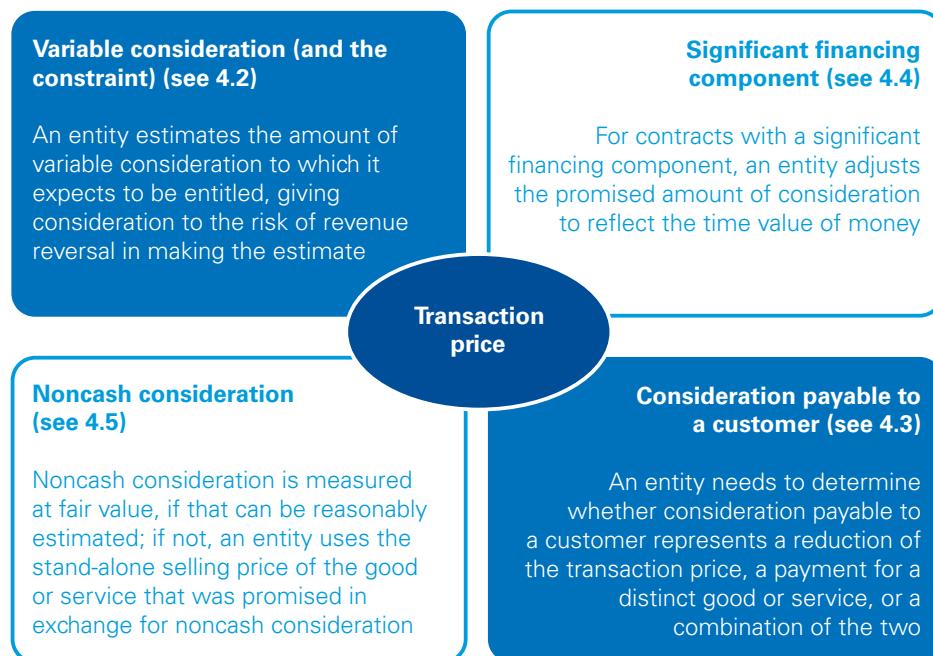 Variable consideration (and the
constraint) (see 4.2)
An entity estimates the amount of
variable consideration to which it
expects to be entitled, giving
consideration to the risk of revenue
reversal in making the estimate
Significant financing
component (see 4.4)
For contracts with a significant
financing component, an entity adjusts
the promised amount of consideration
to reflect the time value of money
Transaction
price
Noncash consideration
(see 4.5)
Noncash consideration is measured
at fair value, if that can be reasonably
estimated; if not, an entity uses the
stand-alone selling price of the good
or service that was promised in
exchange for noncash consideration
Consideration payable to
a customer (see 4.3)
An entity needs to determine
whether consideration payable to
a customer represents a reduction of
the transaction price, a payment for a
distinct good or service, or a
combination of the two